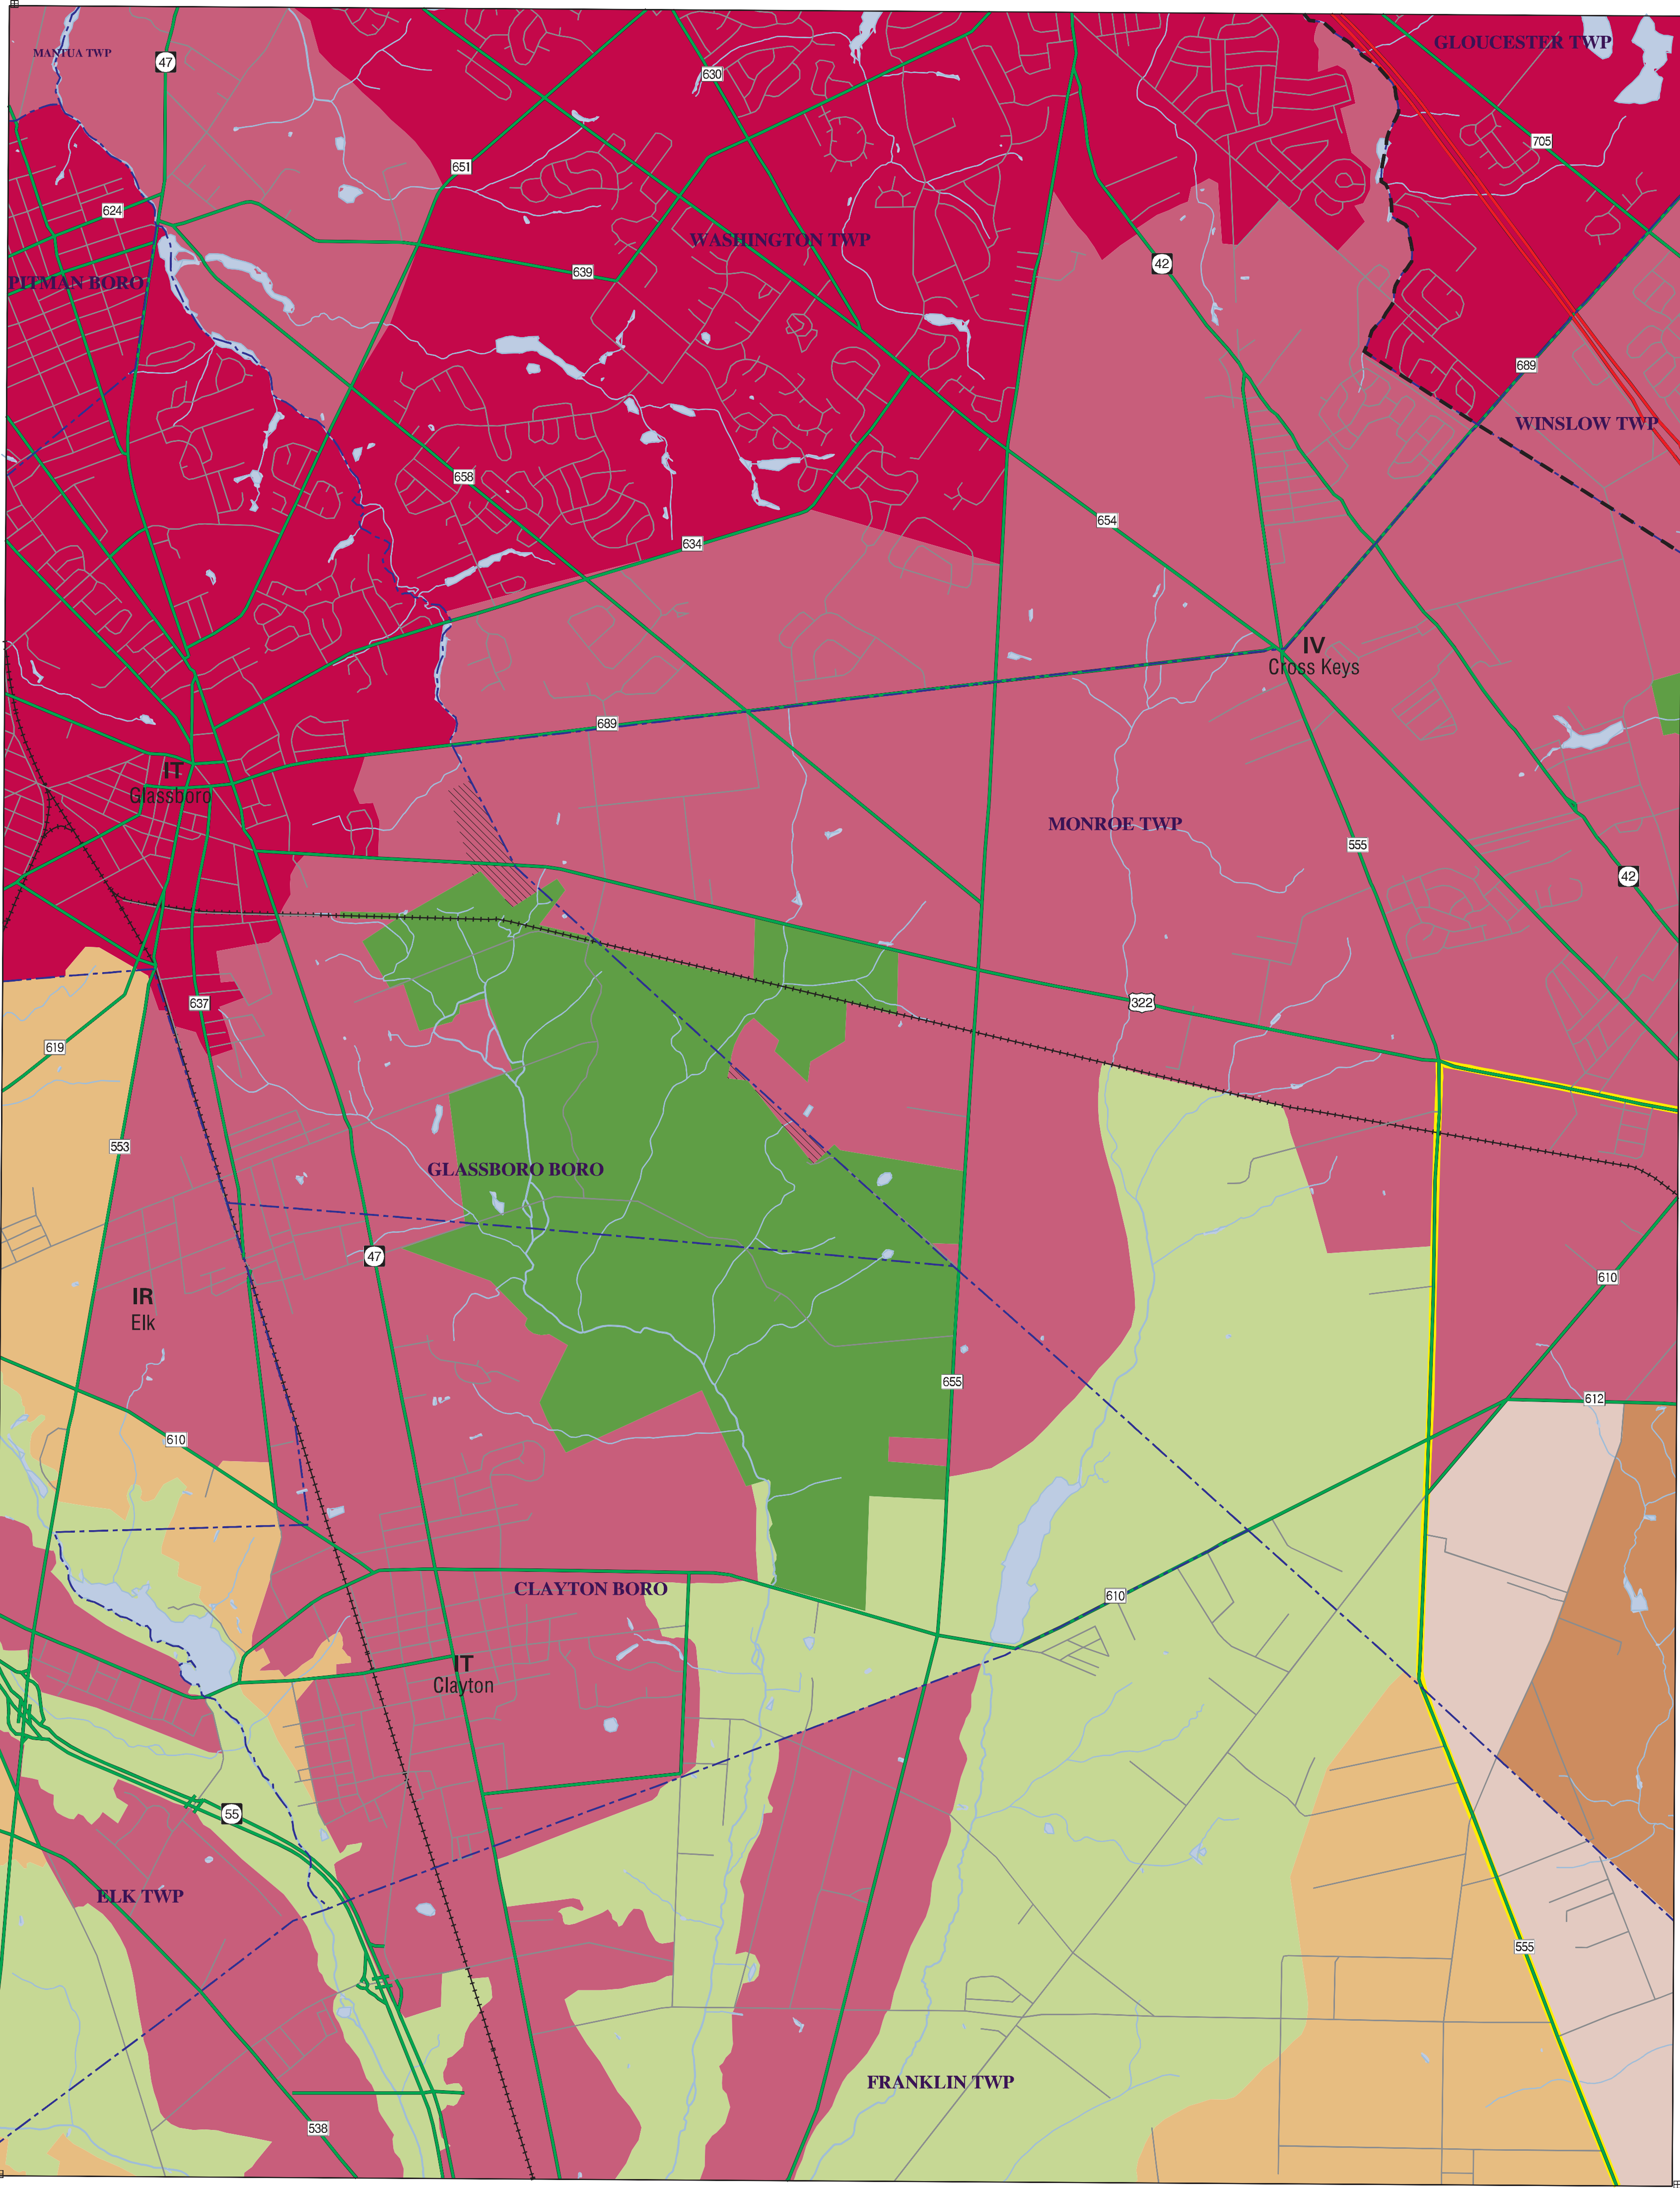 GLOUCESTER TWP
MANTUA TWP
47
630
705
651
624
WASHINGTON TWP
42
639
PITMAN BORO
689
WINSLOW TWP
658
654
634
IV
Cross Keys
689
IT
Glassboro
MONROE TWP
555
42
637
322
619
553
GLASSBORO BORO
47
610
IR
Elk
655
612
610
CLAYTON BORO
610
IT
Clayton
55
ELK TWP
555
FRANKLIN TWP
538